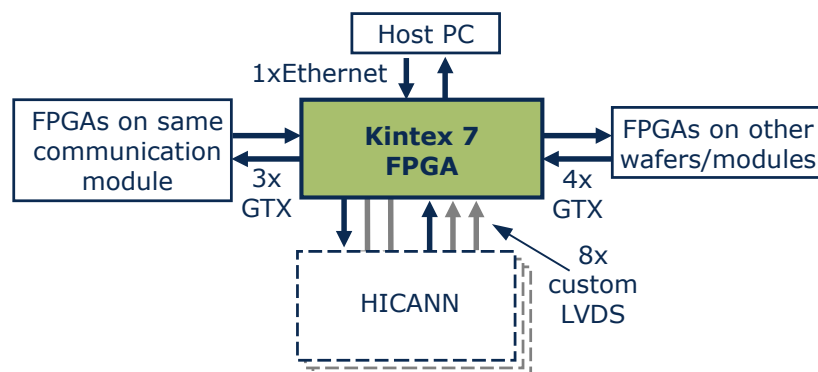 Host PC
1xEthernet
FPGAs on same
communication
module
Kintex 7
FPGA
FPGAs on other
wafers/modules
3x
GTX
4x
GTX
8x
custom
LVDS
HICANN